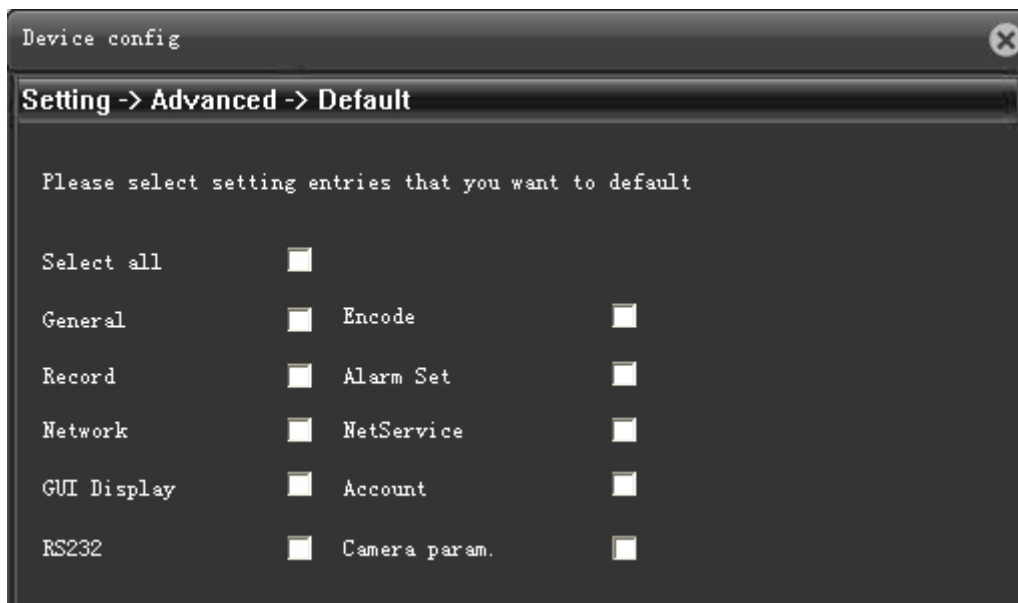 Device config
Setting -> Advanced -> Default
Please select setting entries that you want to default
Select all
General Encode
Record Alarm Set
Network NetService
GUI Display Account
RS232 Camera param.